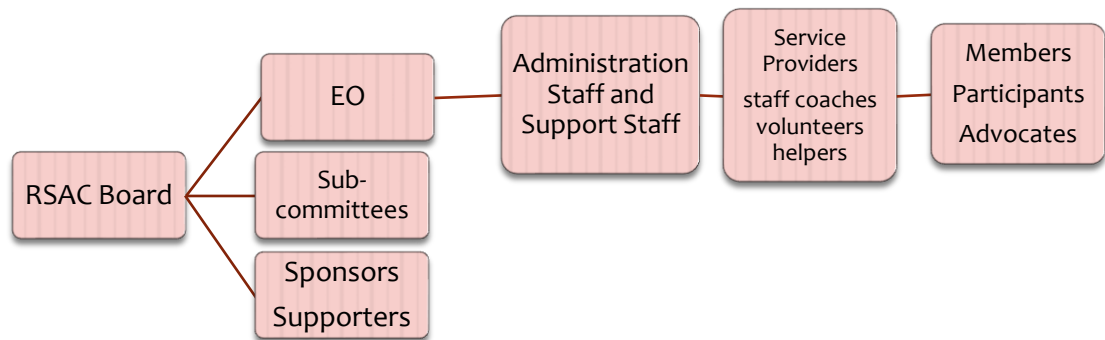 RSAC Board
EO
Sub-
committees
Sponsors
Supporters
Administration
Staff and
Support Staff
Service
Providers
staff coaches
volunteers
helpers
Members
Participants
Advocates